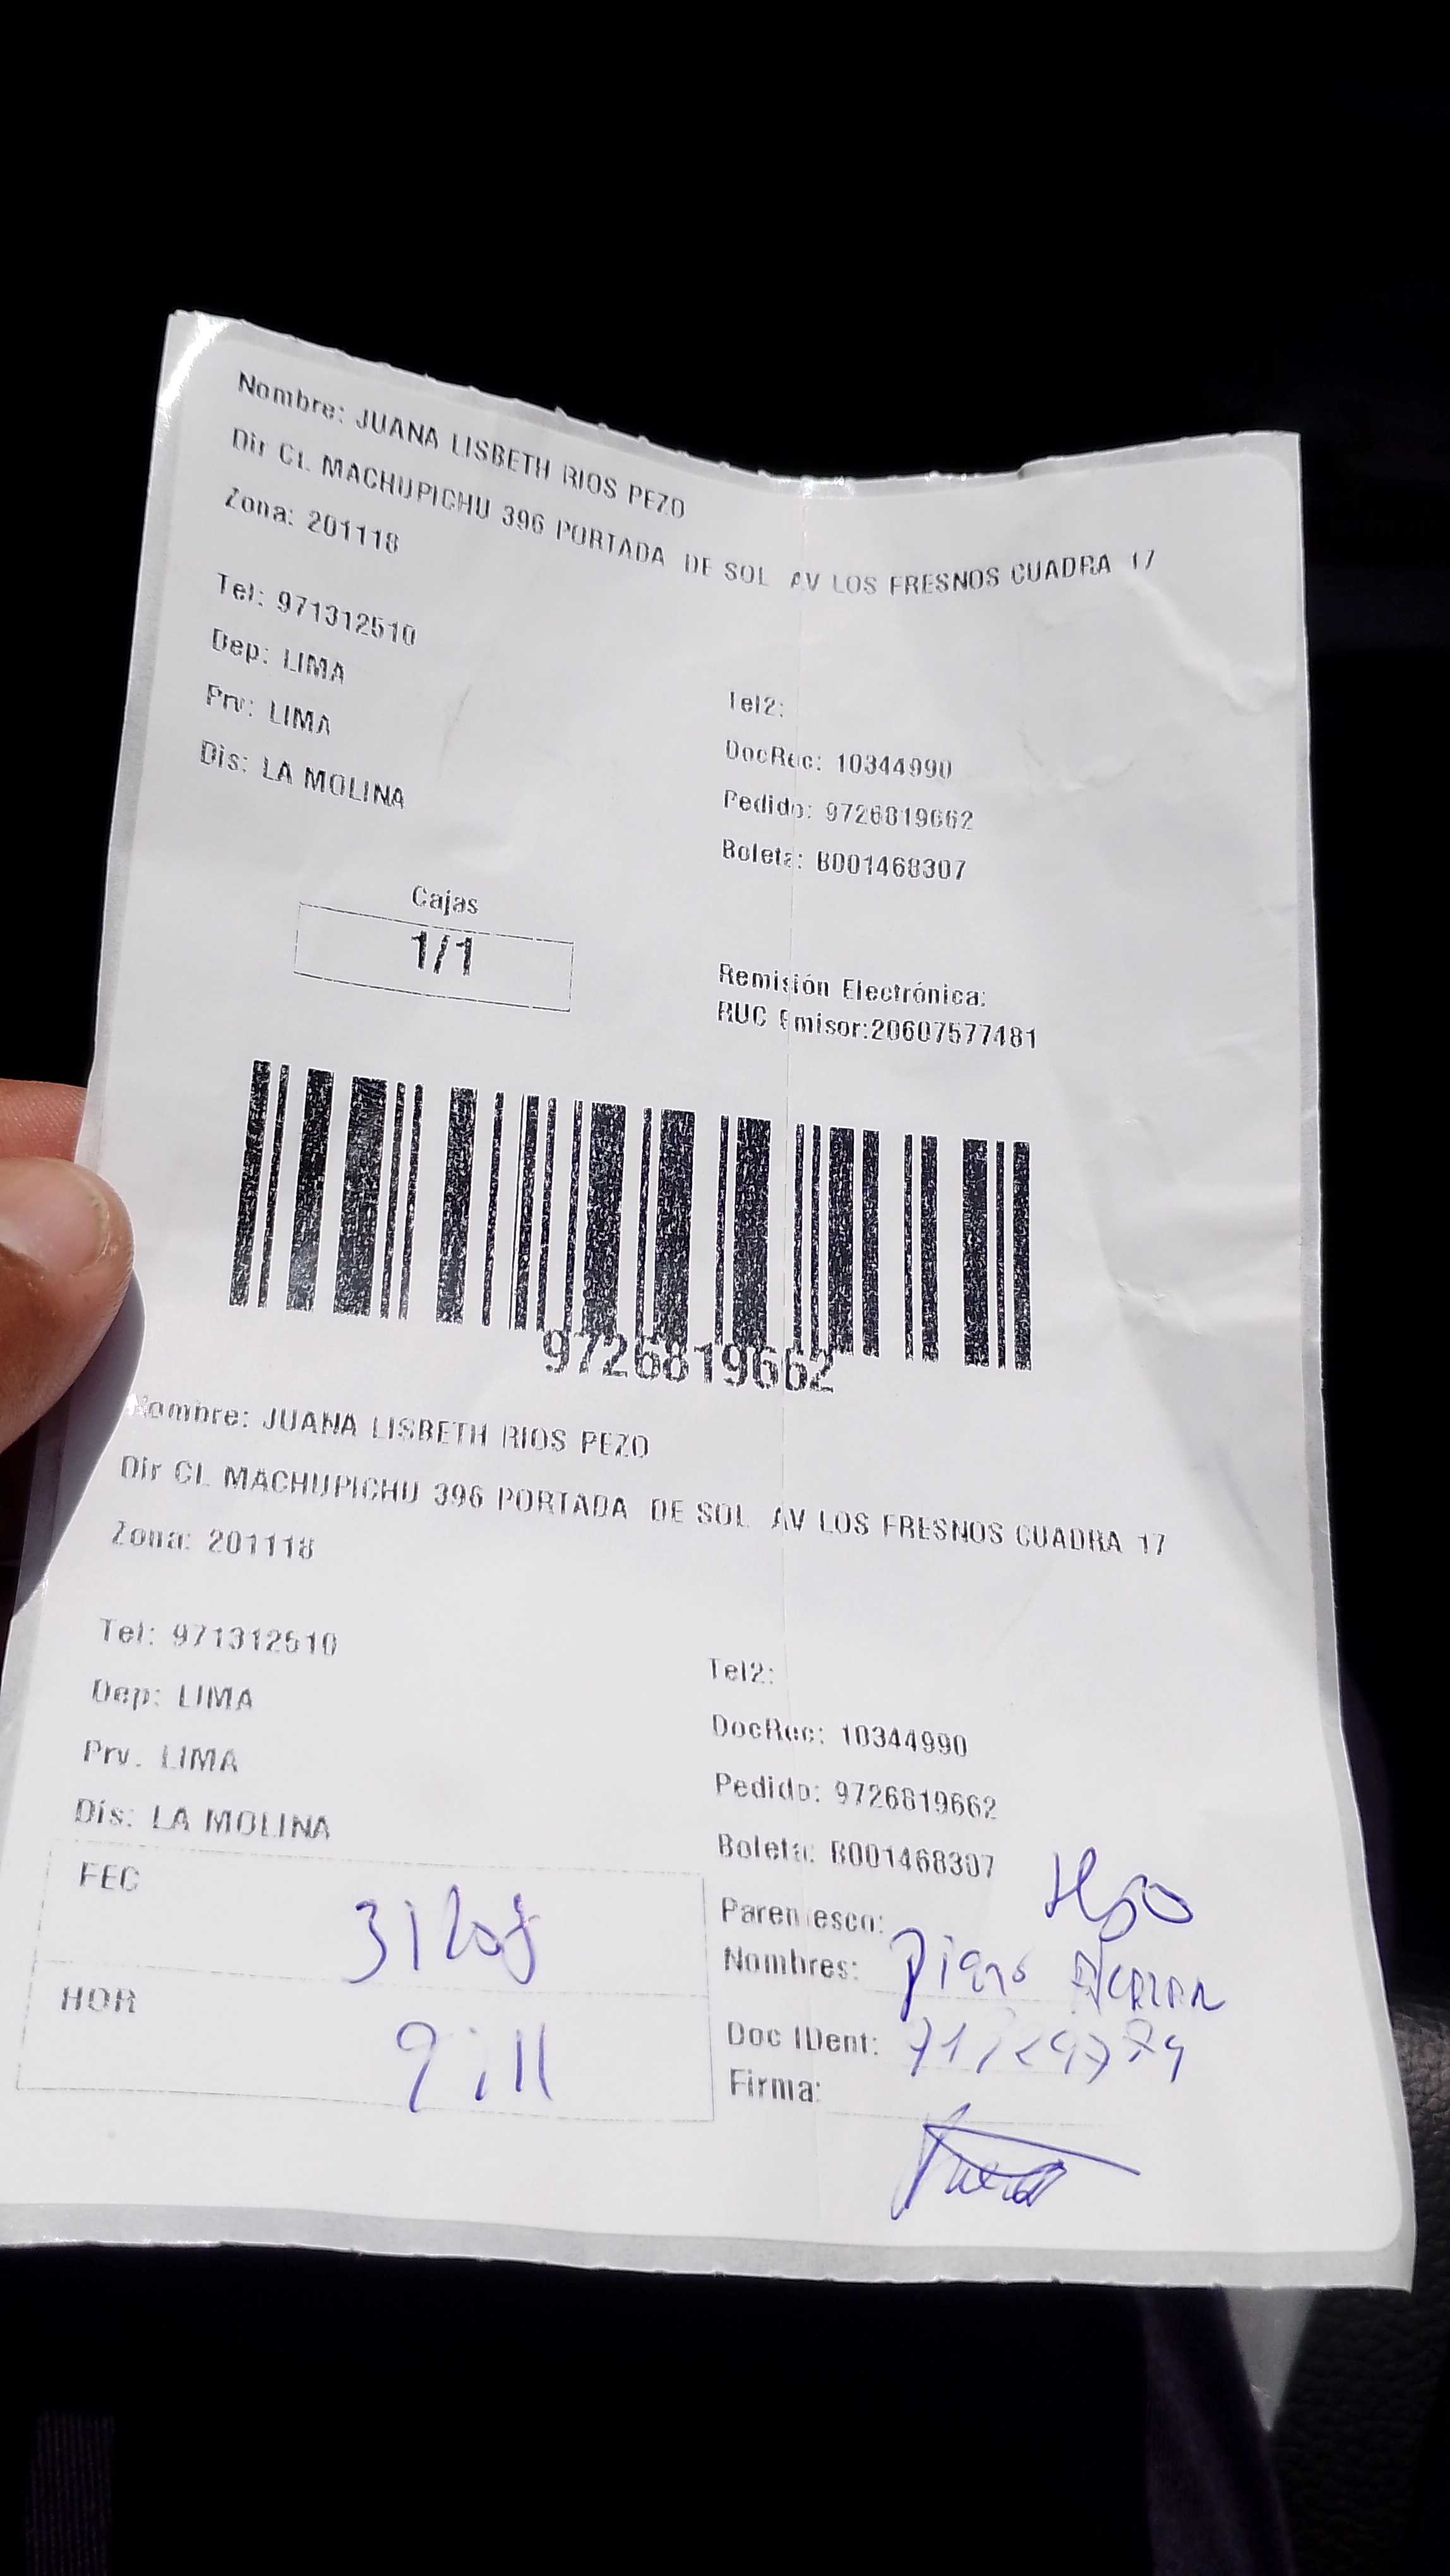 Nombre: JUANA LISBETH RIOS PEZO
Dir CL MACHUPICHU 396 PORTADA DE SOL AV LOS FRESNOS CUADRA 17
Zona: 201118
Tel: 971312510
Tel2:
Dep: LIMA
DocRec: 10344990
Prv: LIMA
Pedido: 9726819662
Dis: LA MOLINA
Boleta: B001468307
Cajas
1/1
Remisión Electrónica:
RUC Emisor:20607577481
9726819662
Nombre: JUANA LISBETH RIOS PEZO
Dir CL MACHUPICHU 396 PORTADA DE SOL AV LOS FRESNOS CUADRA 17
Zona: 201118
Tel: 971312510
Tel2:
Dep: LIMA
DocRec: 10344990
Prv. LIMA
Pedido: 9726819662
Dis: LA MOLINA
Boleta: B001468307
FEC
Parentesco: Hijo
Nombres:
HOR 9:11
Doc IDent:
Firma: